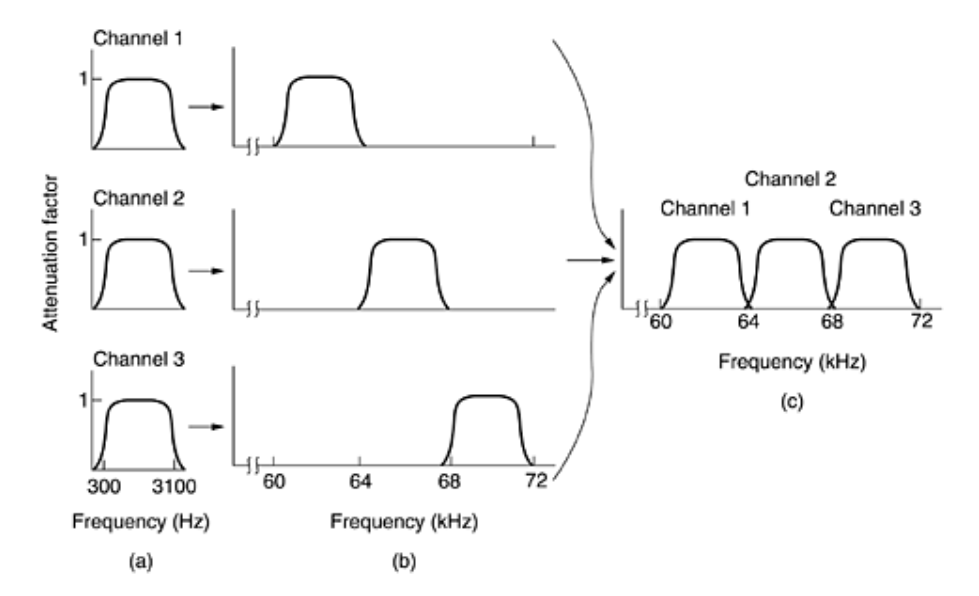 Channel 1
1
Channel 2
1
Channel 3
1
Attenuation factor
300 3100
Frequency (Hz)
(a)
60 64 68 72
Frequency (kHz)
(b)
Channel 2
Channel 1 Channel 3
60 64 68 72
Frequency (kHz)
(c)